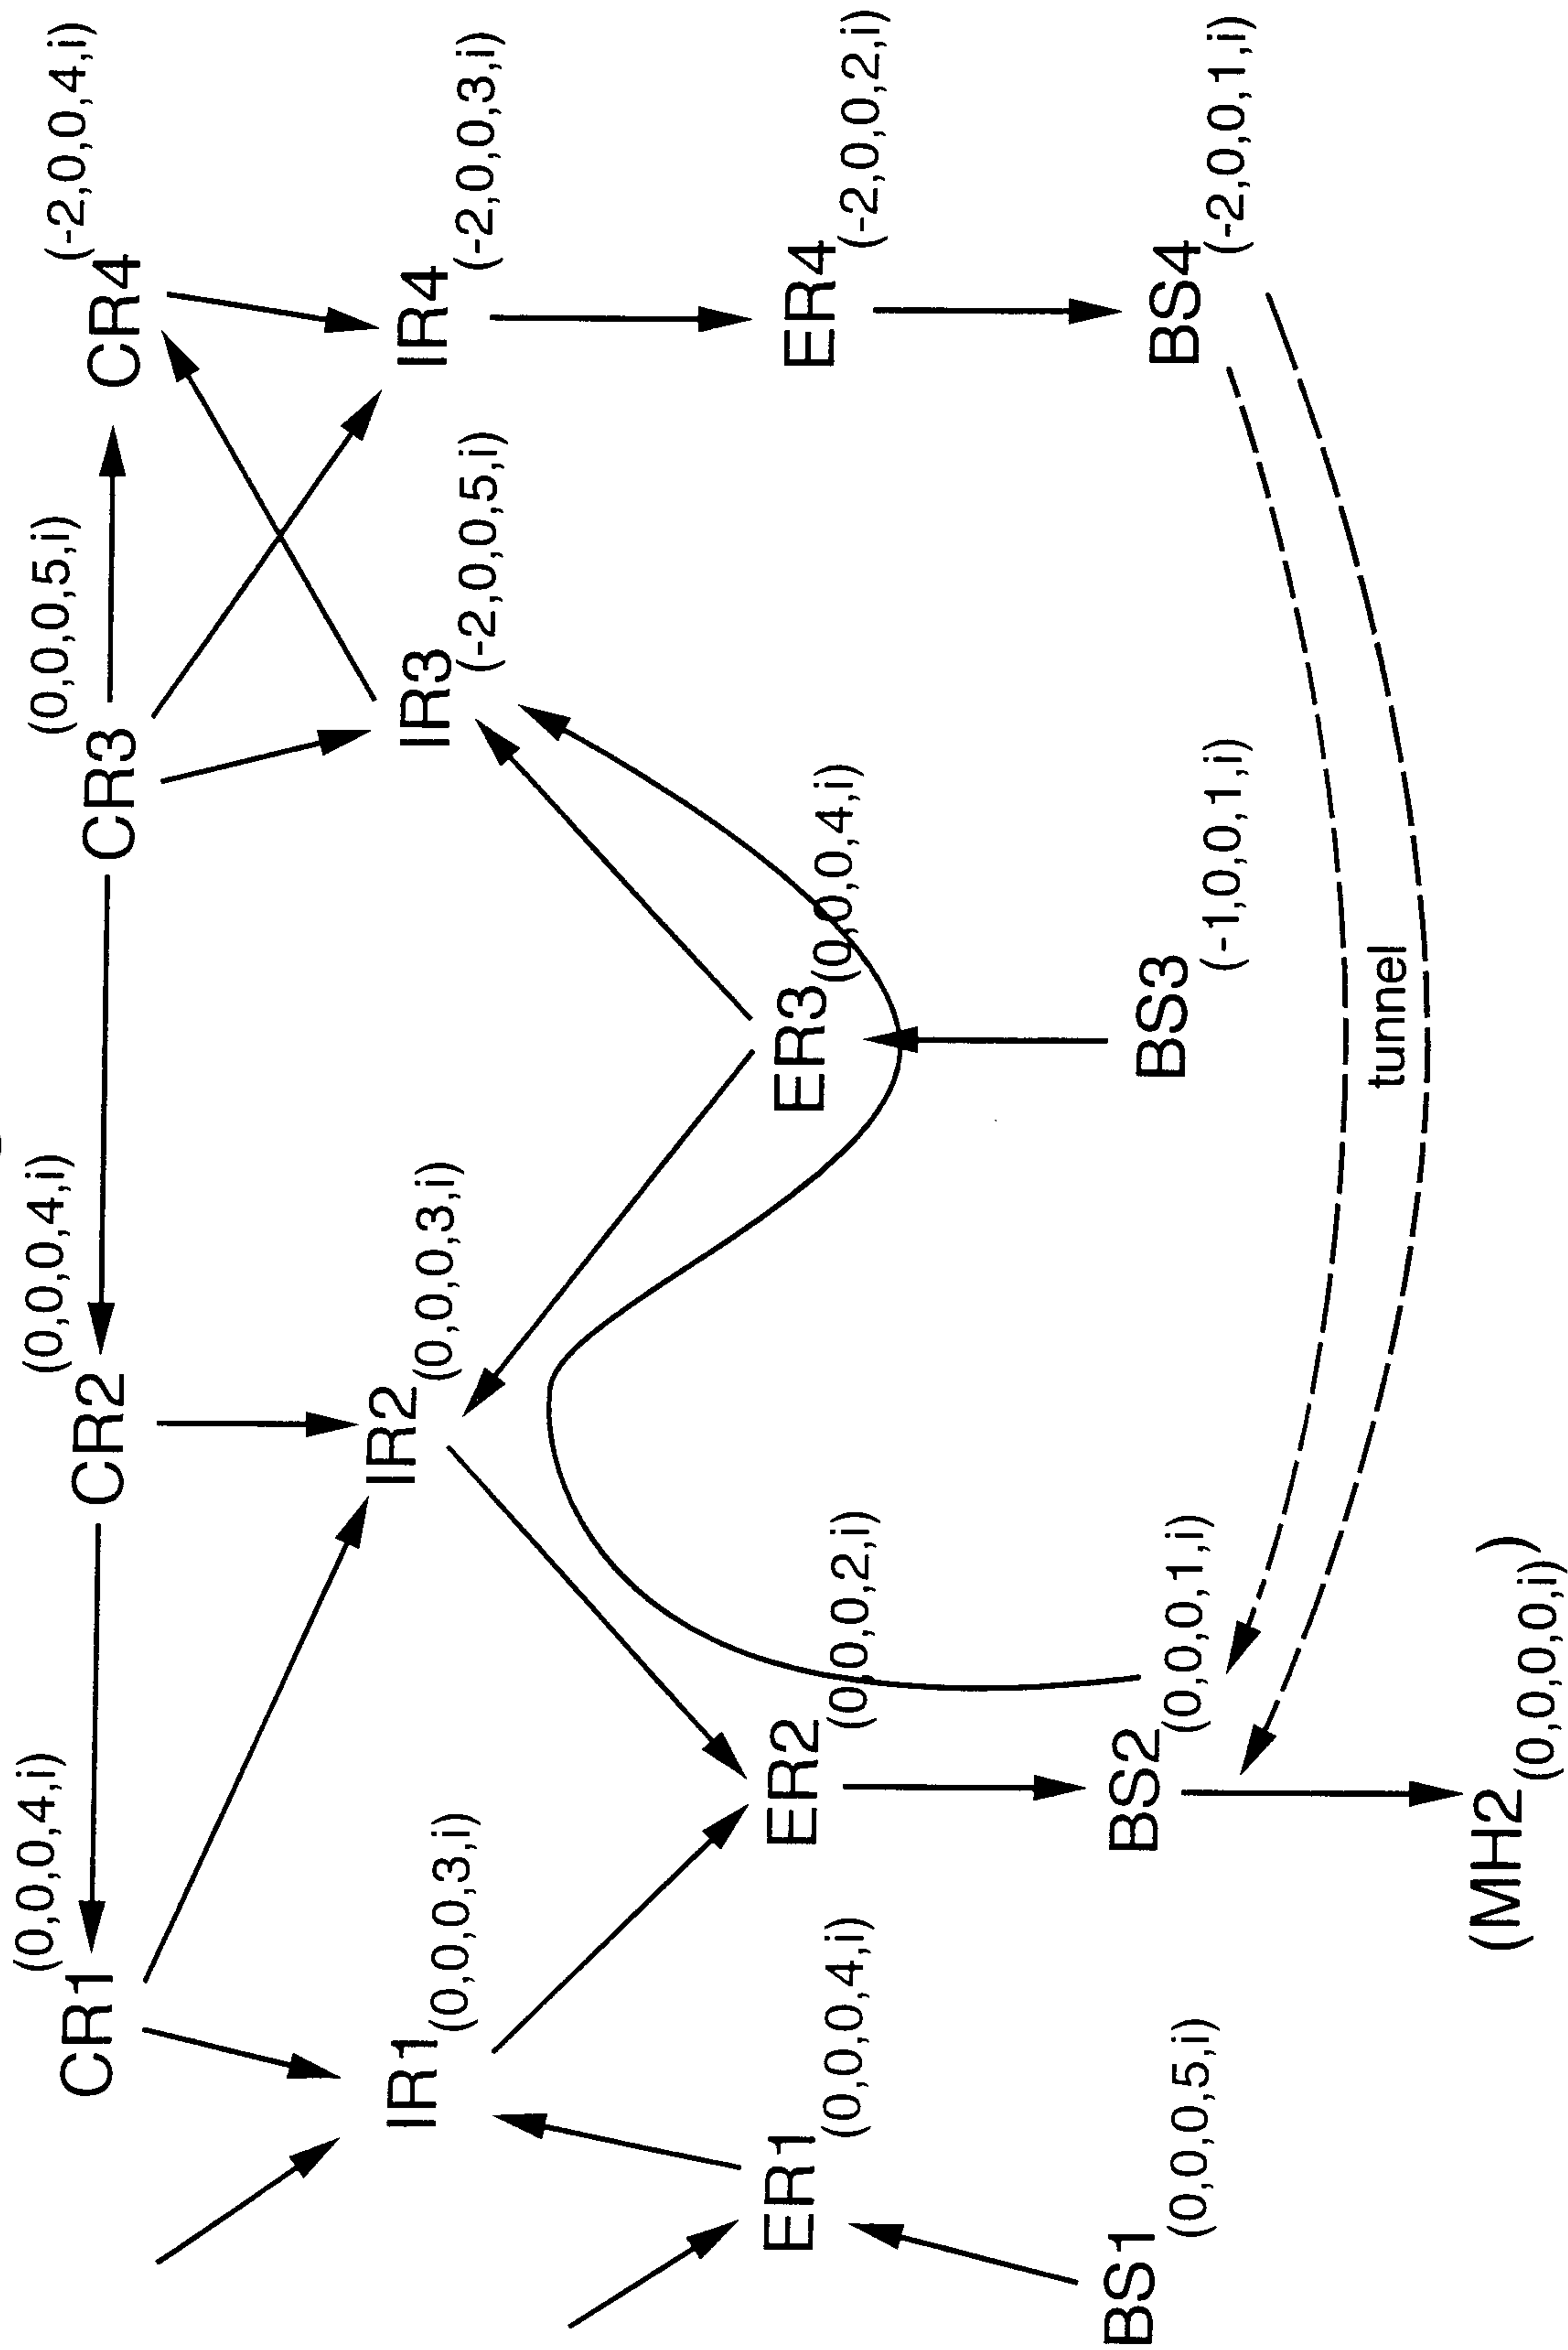 CR1 (0,0,0,4,i)
CR2 (0,0,0,4,i)
CR3 (0,0,0,5,i)
CR4 (-2,0,0,4,i)
IR1 (0,0,0,3,i)
IR2 (0,0,0,3,i)
IR3 (-2,0,0,5,i)
IR4 (-2,0,0,3,i)
ER1 (0,0,0,4,i)
ER2 (0,0,0,2,i)
ER3 (0,0,0,4,i)
ER4 (-2,0,0,2,i)
BS1 (0,0,0,5,i)
BS2 (0,0,0,1,i)
BS3 (-1,0,0,1,i)
BS4 (-2,0,0,1,i)
tunnel
(MH2 (0,0,0,0,i))